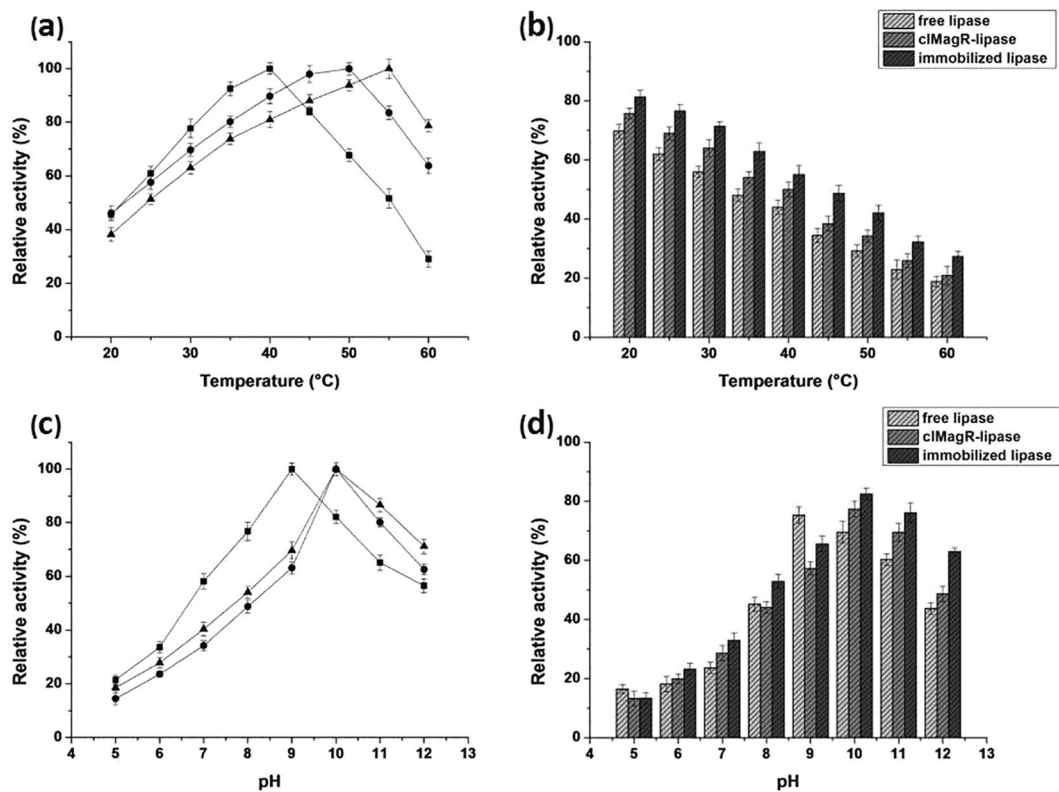 (a)
100
80
60
40
20
0
Relative activity (%)
20 30 40 50 60
Temperature (°C)
(b)
free lipase
clMagR-lipase
immobilized lipase
100
80
60
40
20
0
Relative activity (%)
20 30 40 50 60
Temperature (°C)
(c)
100
80
60
40
20
0
Relative activity (%)
4 5 6 7 8 9 10 11 12 13
pH
(d)
free lipase
clMagR-lipase
immobilized lipase
100
80
60
40
20
0
Relative activity (%)
4 5 6 7 8 9 10 11 12 13
pH